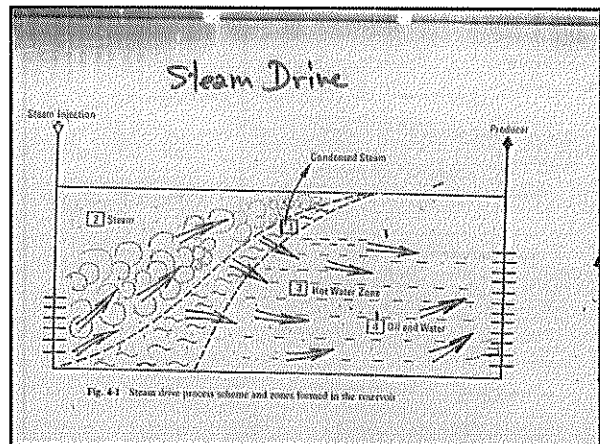 Steam Drive
Steam Injection
Producer
Condensed Steam
2 Steam
1
3 Hot Water Zone
4 Oil and Water
Fig. 4-1 Steam drive process scheme and zones formed in the reservoir